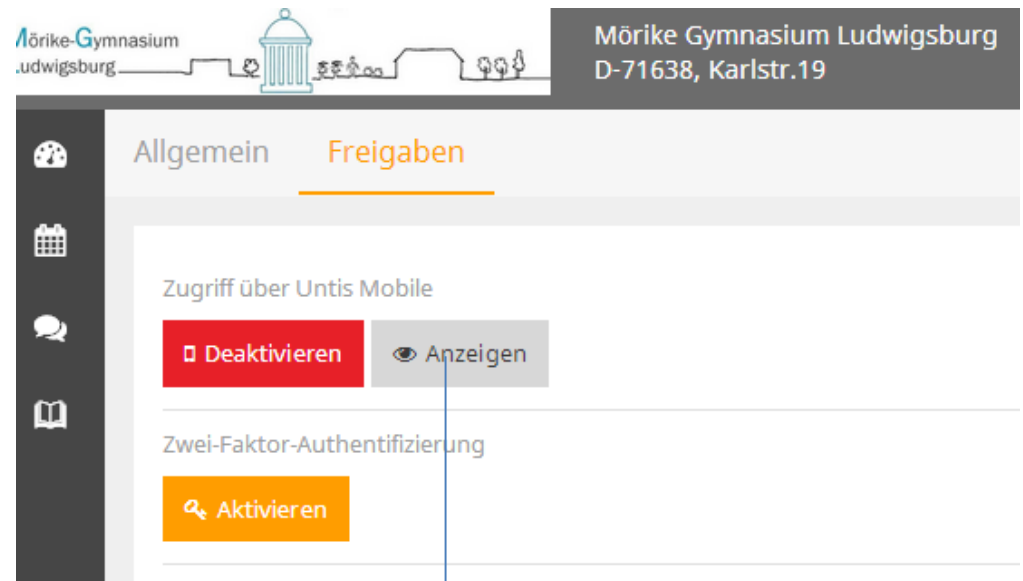 Mörike-Gymnasium
Ludwigsburg
Mörike Gymnasium Ludwigsburg
D-71638, Karlstr.19
Allgemein Freigaben
Zugriff über Untis Mobile
Deaktivieren Anzeigen
Zwei-Faktor-Authentifizierung
Aktivieren